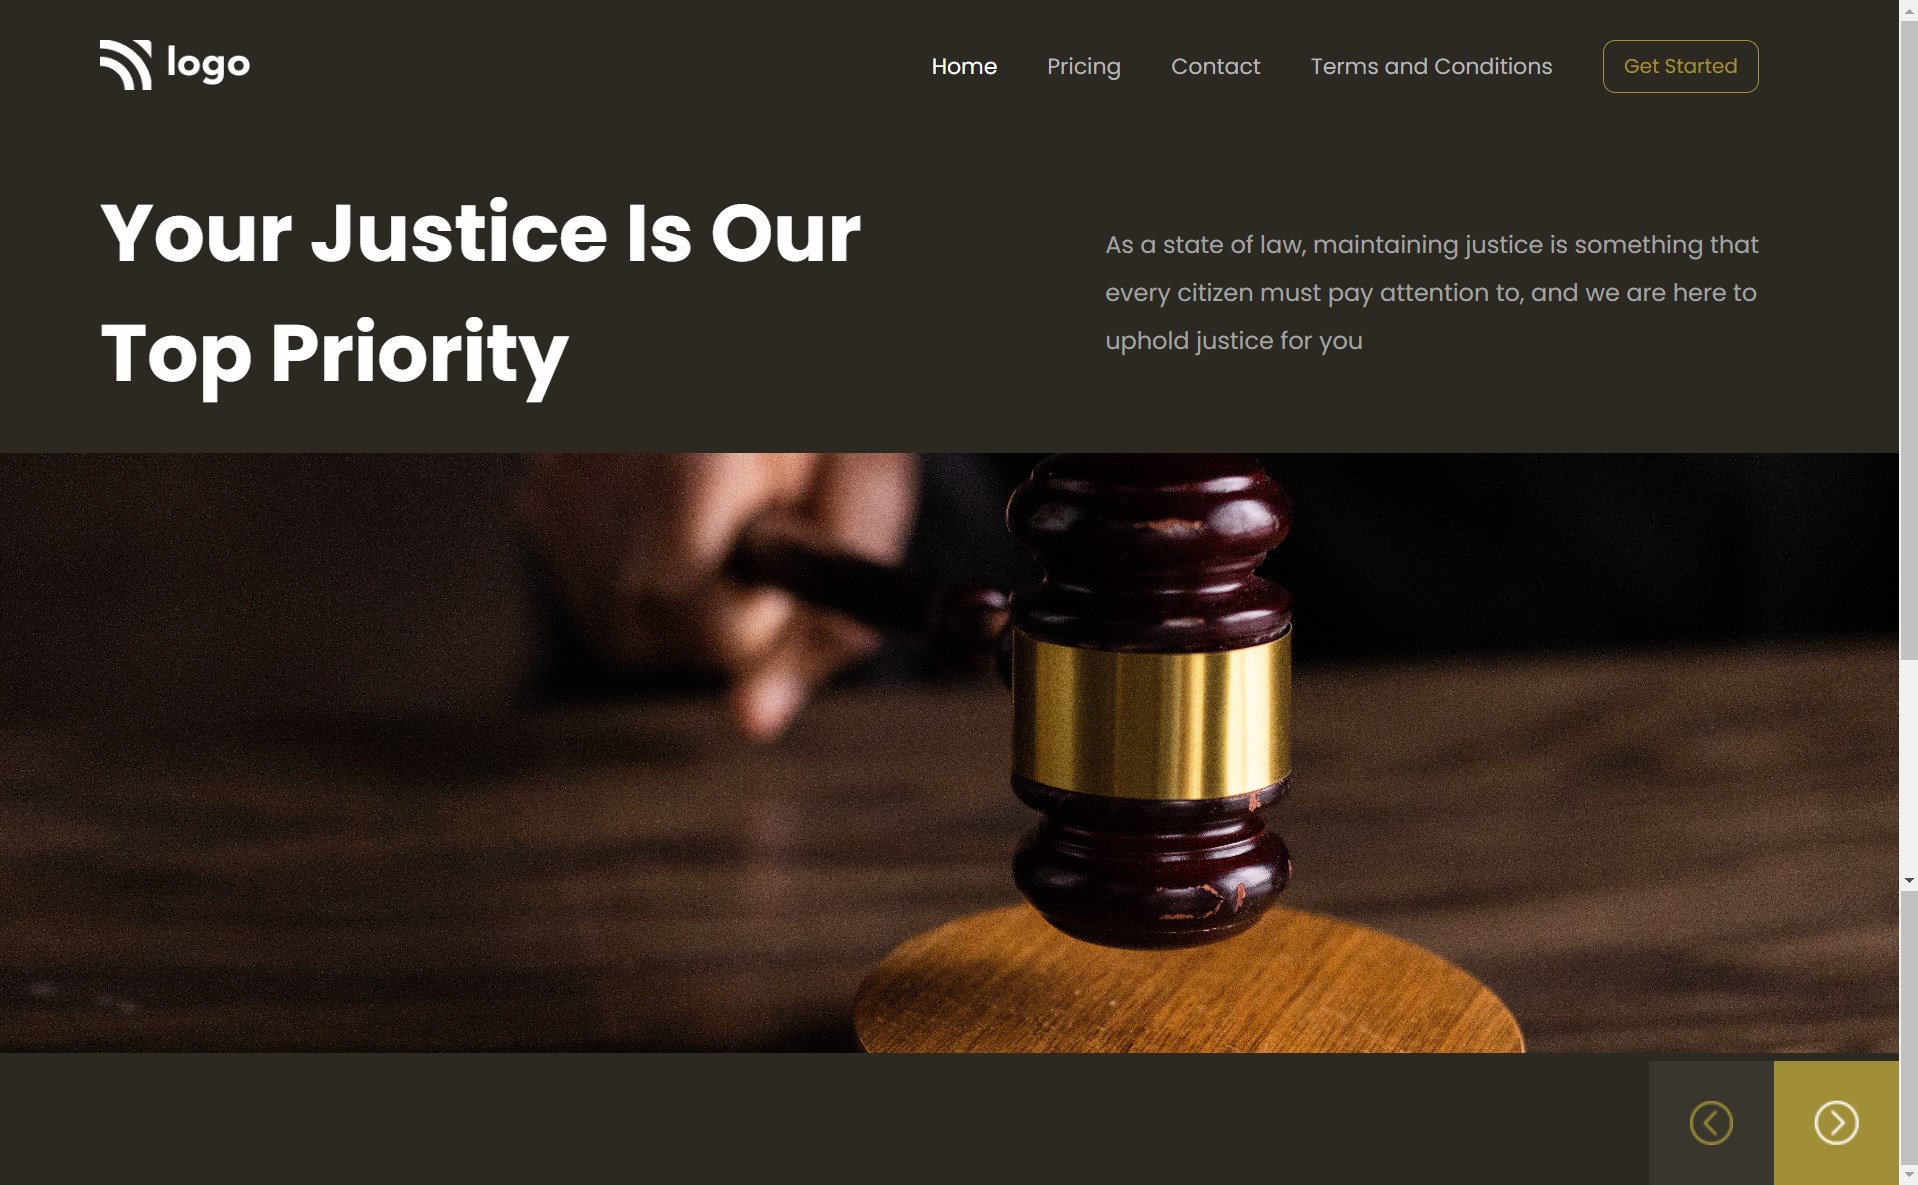 logo
Home Pricing Contact Terms and Conditions Get Started
Your Justice Is Our
Top Priority
As a state of law, maintaining justice is something that
every citizen must pay attention to, and we are here to
uphold justice for you